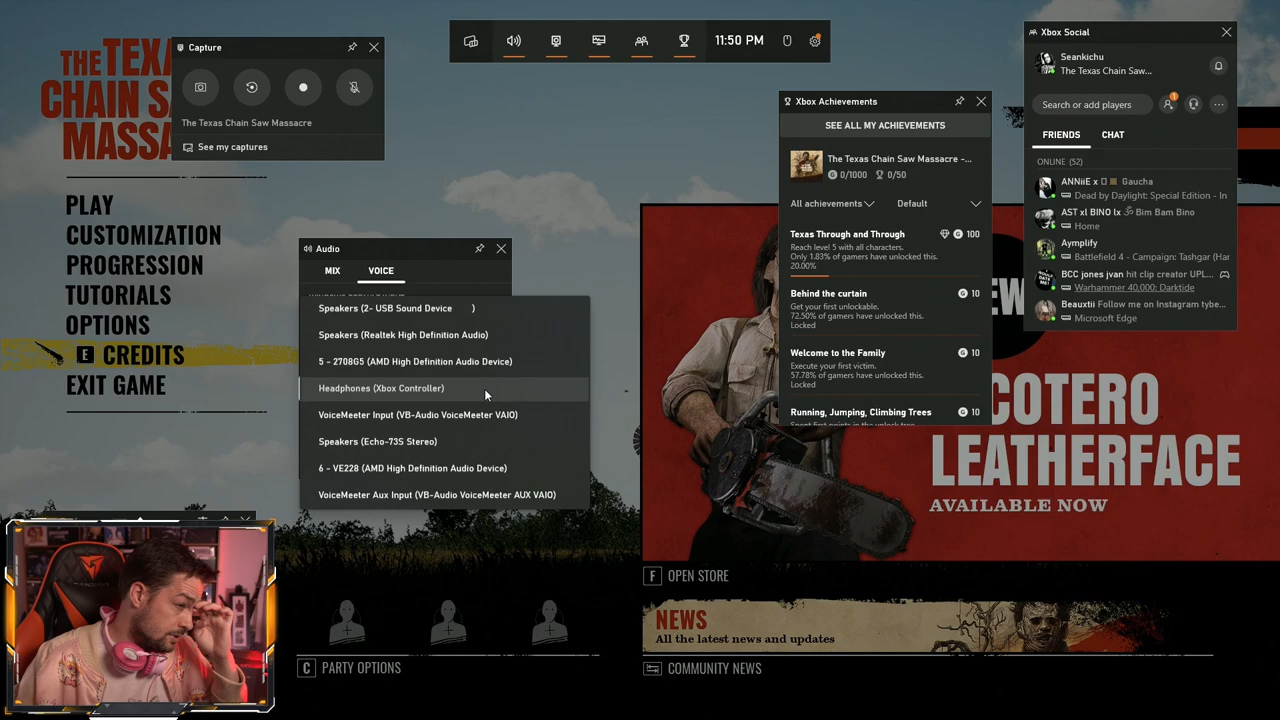 THE TEXA
CHAIN SA
MASSA
PLAY
CUSTOMIZATION
PROGRESSION
TUTORIALS
OPTIONS
E CREDITS
EXIT GAME
Capture
The Texas Chain Saw Massacre
See my captures
11:50 PM
Audio
MIX
VOICE
Speakers (2- USB Sound Device )
Speakers (Realtek High Definition Audio)
5 - 2708G5 (AMD High Definition Audio Device)
Headphones (Xbox Controller)
VoiceMeeter Input (VB-Audio VoiceMeeter VAIO)
Speakers (Echo-73S Stereo)
6 - VE228 (AMD High Definition Audio Device)
VoiceMeeter Aux Input (VB-Audio VoiceMeeter AUX VAIO)
Xbox Achievements
SEE ALL MY ACHIEVEMENTS
The Texas Chain Saw Massacre -...
G 0/1000 0/50
All achievements
Default
Texas Through and Through
G 100
Reach level 5 with all characters.
Only 1.83% of gamers have unlocked this.
20.00%
Behind the curtain
G 10
Get your first unlockable.
72.50% of gamers have unlocked this.
Locked
Welcome to the Family
G 10
Execute your first victim.
57.78% of gamers have unlocked this.
Locked
Running, Jumping, Climbing Trees
G 10
Xbox Social
Seankichu
The Texas Chain Saw...
Search or add players
1
FRIENDS
CHAT
ONLINE (52)
ANNiiE x Gaucha
Dead by Daylight: Special Edition - In
AST xl BINO lx ॐ Bim Bam Bino
Home
Aymplify
Battlefield 4 - Campaign: Tashgar (Har
BCC jones jvan hit clip creator UPL...
Warhammer 40,000: Darktide
Beauxtii Follow me on Instagram tybe...
Microsoft Edge
EW
COTERO
LEATHERFACE
AVAILABLE NOW
F OPEN STORE
NEWS
All the latest news and updates
COMMUNITY NEWS
C PARTY OPTIONS